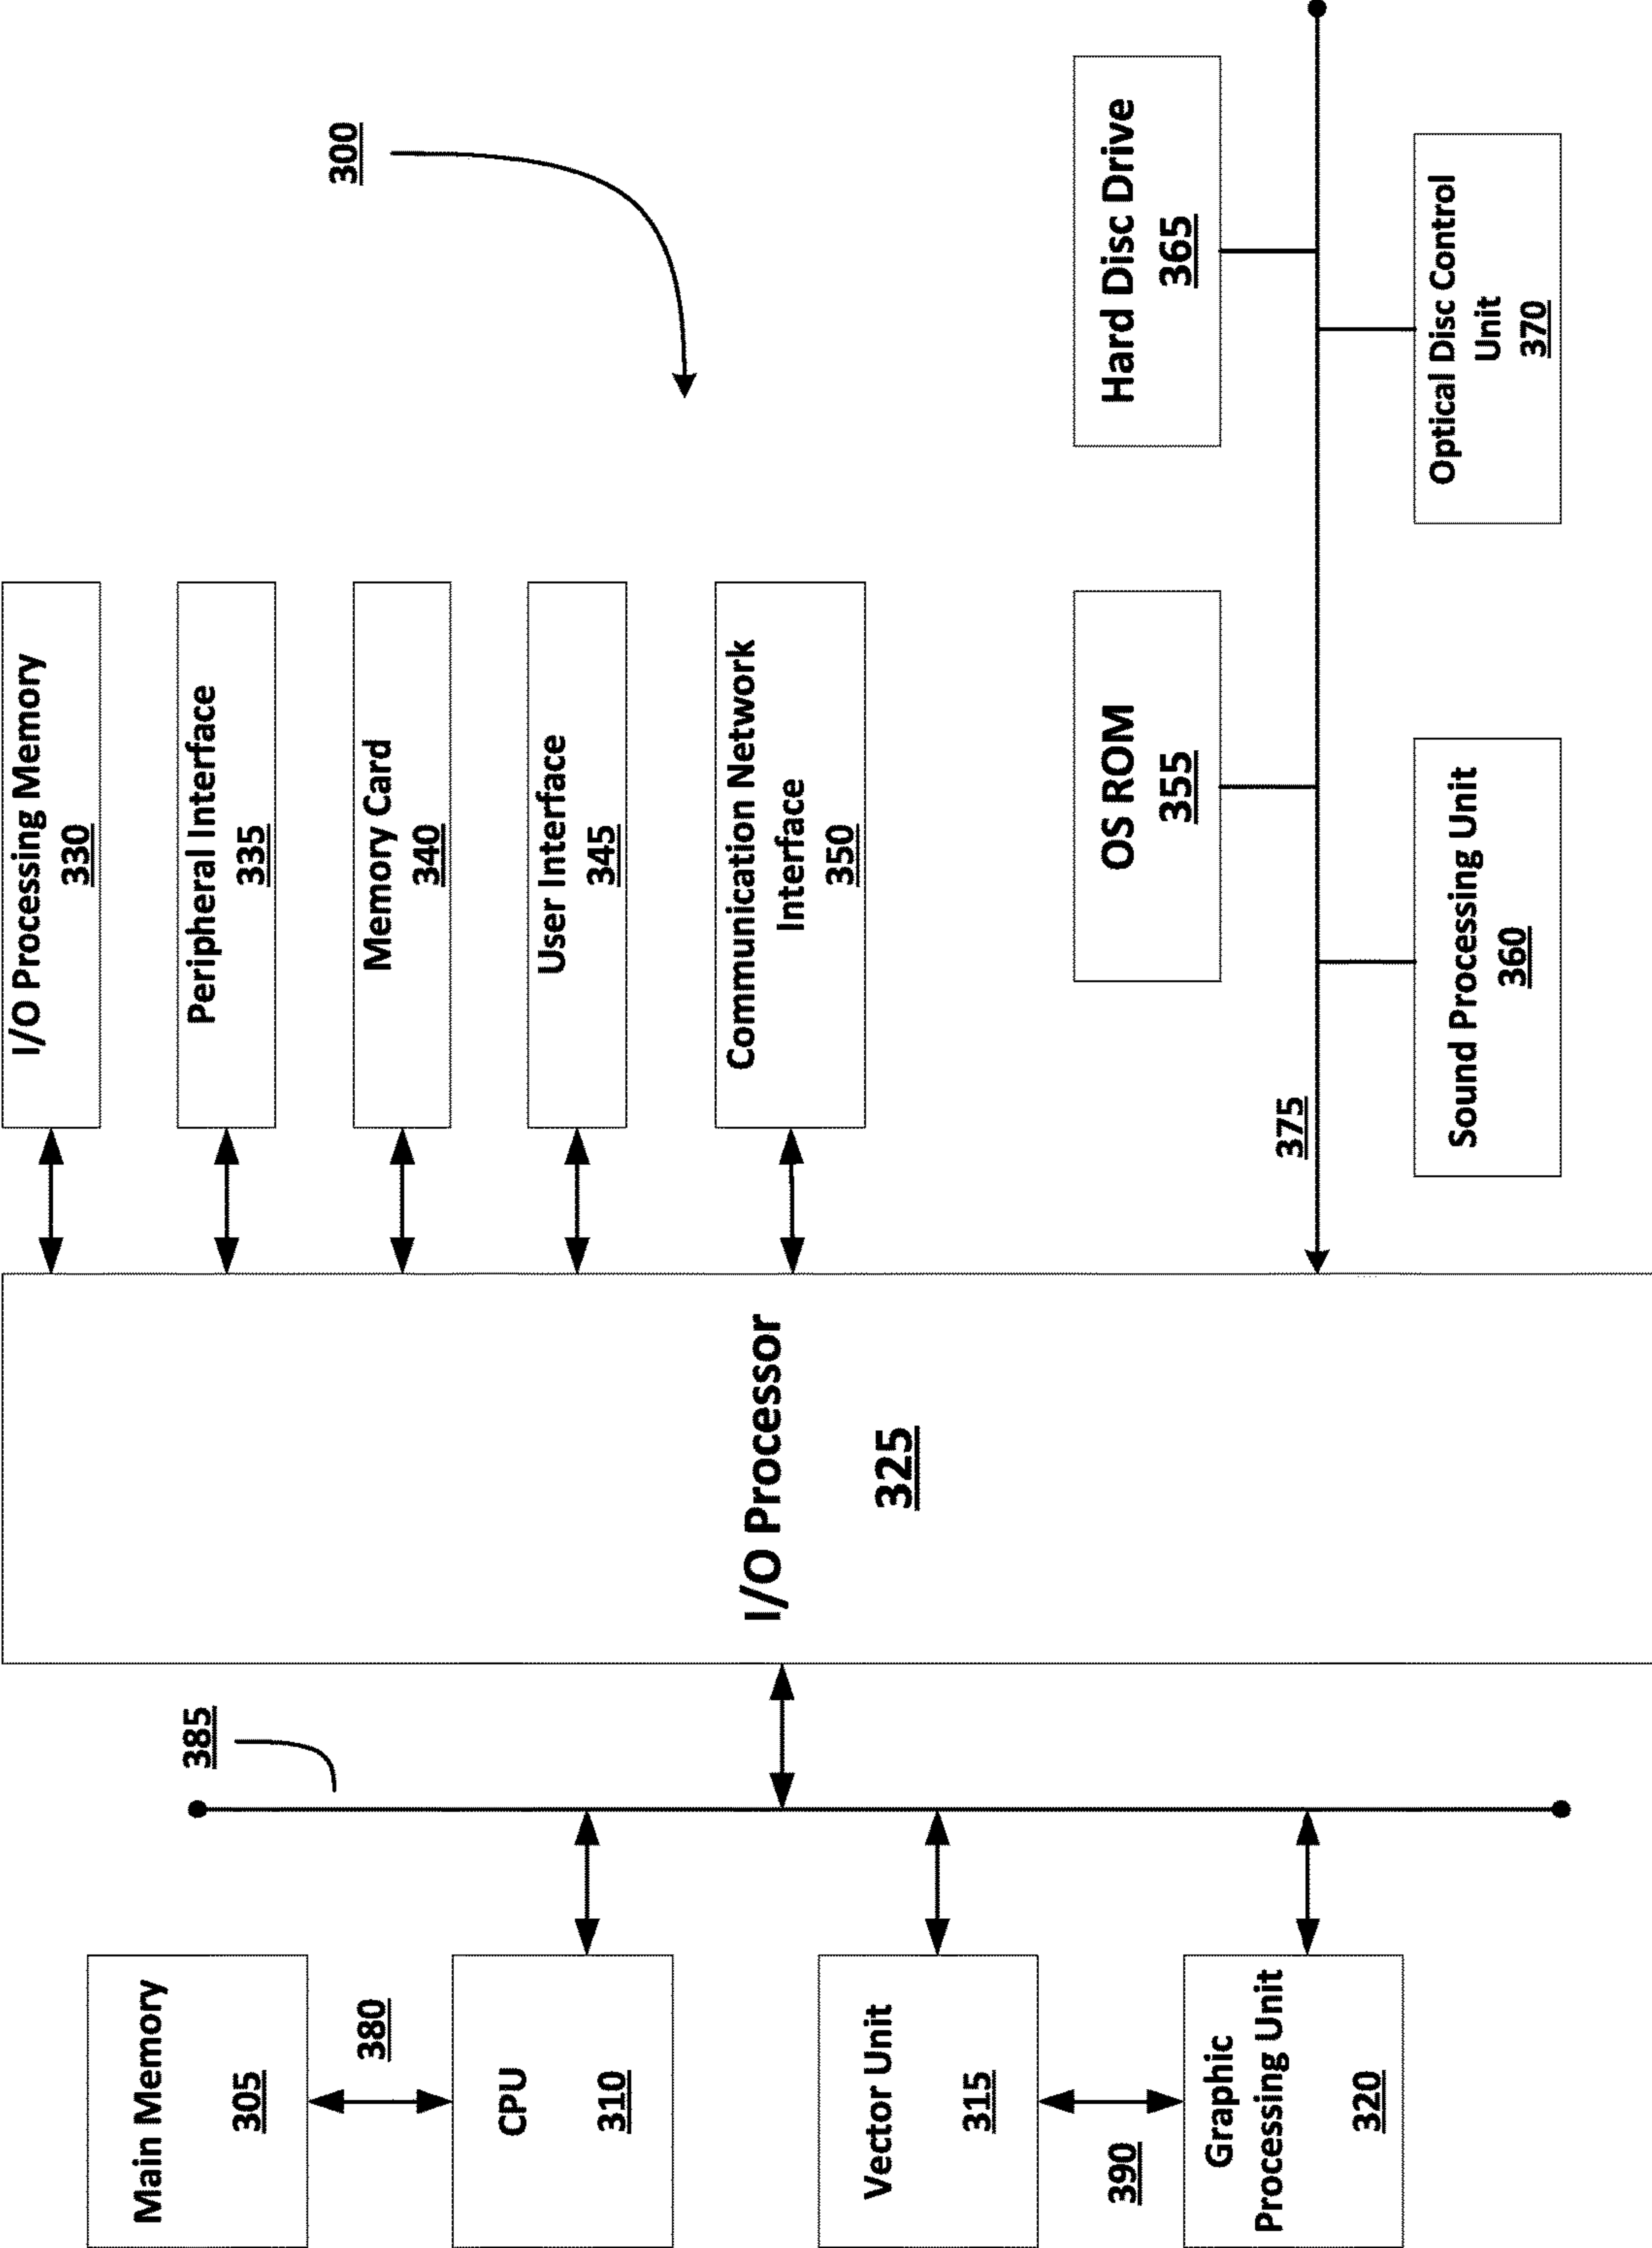 Main Memory
305
380
CPU
310
Vector Unit
315
390
Graphic
Processing Unit
320
385
I/O Processor
325
I/O Processing Memory
330
Peripheral Interface
335
Memory Card
340
User Interface
345
Communication Network
Interface
350
300
375
OS ROM
355
Sound Processing Unit
360
Hard Disc Drive
365
Optical Disc Control
Unit
370